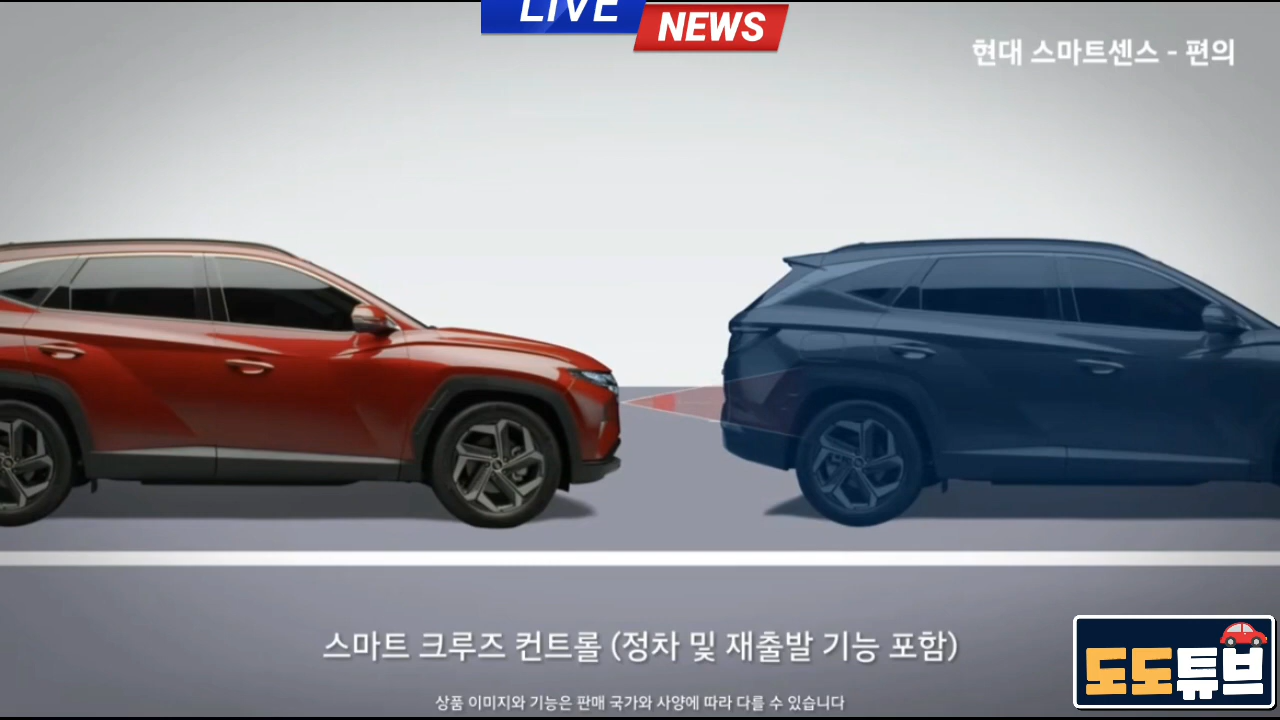 LIVE
NEWS
현대 스마트센스 - 편의
스마트 크루즈 컨트롤 (정차 및 재출발 기능 포함)
상품 이미지와 기능은 판매 국가와 사양에 따라 다를 수 있습니다
도도튜브